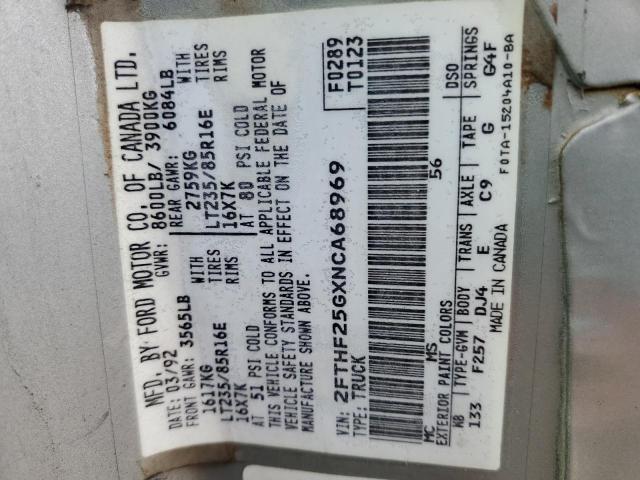 MFD. BY FORD MOTOR CO. OF CANADA LTD.
DATE: 03/92 GVWR: 8600LB/ 3900KG
FRONT GAWR: 3565LB REAR GAWR: 6084LB
1617KG WITH 2759KG WITH
LT235/85R16E TIRES LT235/85R16E TIRES
16X7K RIMS 16X7K RIMS
AT 51 PSI COLD AT 80 PSI COLD
THIS VEHICLE CONFORMS TO ALL APPLICABLE FEDERAL MOTOR
VEHICLE SAFETY STANDARDS IN EFFECT ON THE DATE OF
MANUFACTURE SHOWN ABOVE.
F0289
T0123
VIN: 2FTHF25GXNCA68969
TYPE: TRUCK
MC MS 56
EXTERIOR PAINT COLORS DSO
WB TYPE-GVM BODY TRANS AXLE TAPE SPRINGS
133 F257 DJ4 E C9 G G4F
MADE IN CANADA F0TA-15204A10-BA